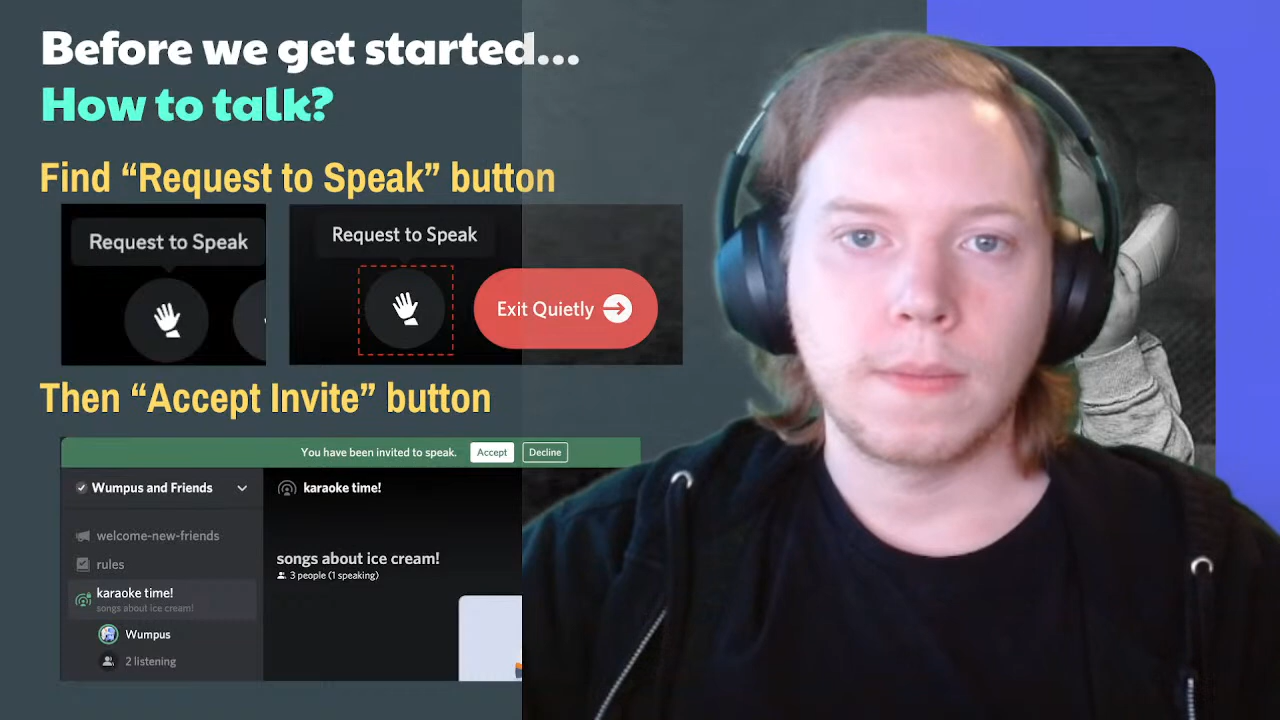 Before we get started...
How to talk?
Find “Request to Speak” button
Request to Speak
Request to Speak
Exit Quietly
Then “Accept Invite” button
You have been invited to speak.
Accept
Decline
Wumpus and Friends
karaoke time!
welcome-new-friends
rules
songs about ice cream!
3 people (1 speaking)
karaoke time!
songs about ice cream!
Wumpus
2 listening